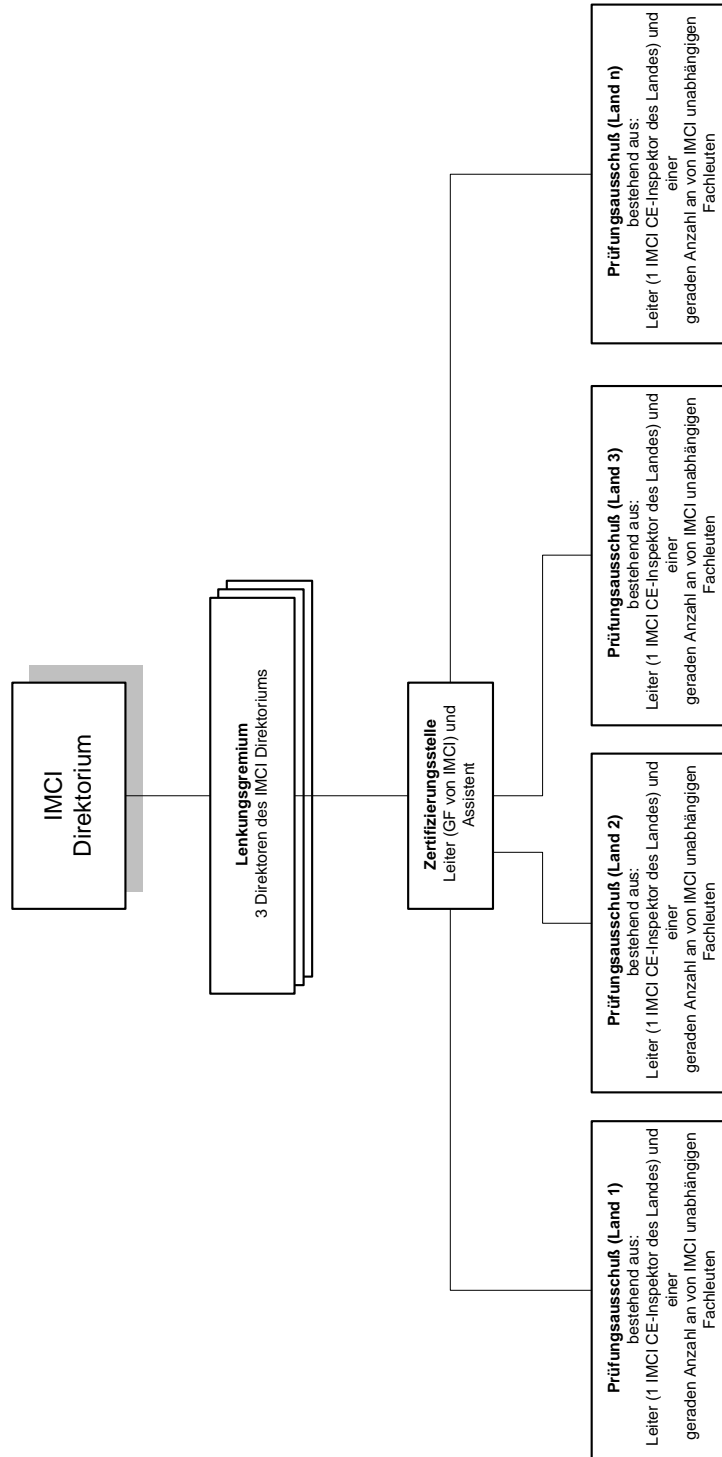 IMCI
Direktorium
Lenkungsgremium
3 Direktoren des IMCI Direktoriums
Zertifizierungsstelle
Leiter (GF von IMCI) und
Assistent
Prüfungsausschuß (Land 1)
bestehend aus:
Leiter (1 IMCI CE-Inspektor des Landes) und
einer
geraden Anzahl an von IMCI unabhängigen
Fachleuten
Prüfungsausschuß (Land 2)
bestehend aus:
Leiter (1 IMCI CE-Inspektor des Landes) und
einer
geraden Anzahl an von IMCI unabhängigen
Fachleuten
Prüfungsausschuß (Land 3)
bestehend aus:
Leiter (1 IMCI CE-Inspektor des Landes) und
einer
geraden Anzahl an von IMCI unabhängigen
Fachleuten
Prüfungsausschuß (Land n)
bestehend aus:
Leiter (1 IMCI CE-Inspektor des Landes) und
einer
geraden Anzahl an von IMCI unabhängigen
Fachleuten